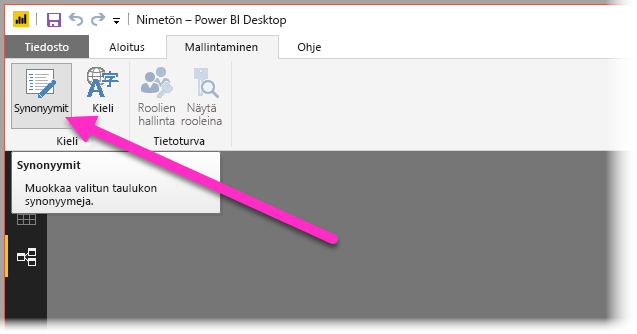 Nimetön – Power BI Desktop
Tiedosto Aloitus Mallintaminen Ohje
Synonyymit Kieli Roolien hallinta Näytä rooleina
Kieli Tietoturva
Synonyymit
Muokkaa valitun taulukon
synonyymeja.